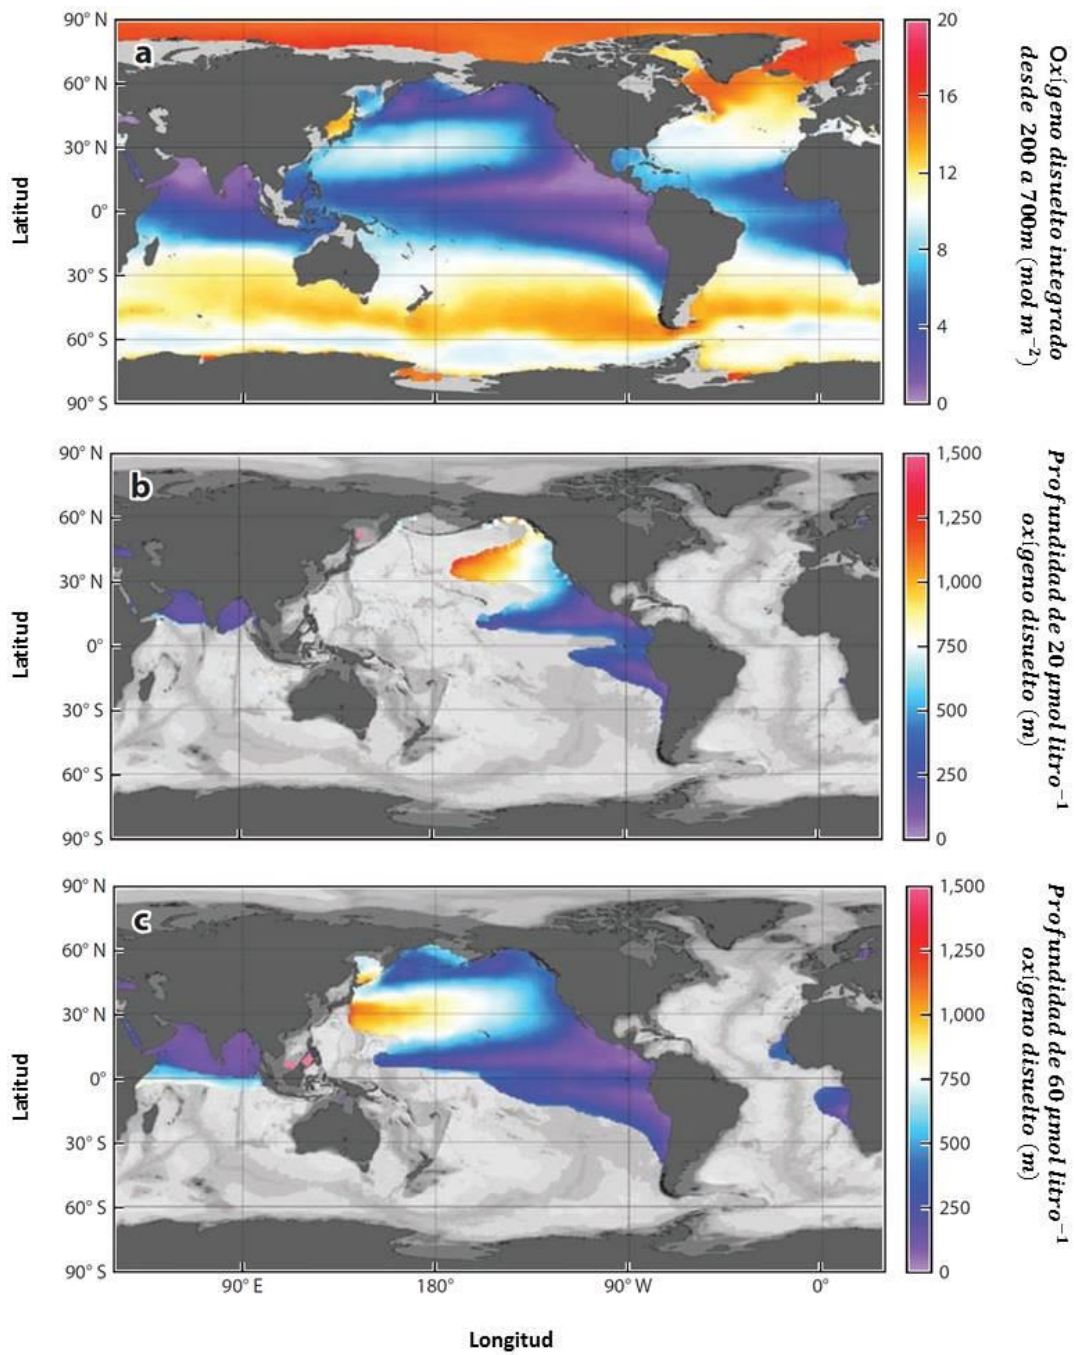 a
90° N
60° N
30° N
0°
30° S
60° S
90° S
Latitud
20
16
12
8
4
0
Oxígeno disuelto integrado
desde 200 a 700m (mol m⁻²)
b
90° N
60° N
30° N
0°
30° S
60° S
90° S
Latitud
1,500
1,250
1,000
750
500
250
0
Profundidad de 20 µmol litro⁻¹
oxígeno disuelto (m)
c
90° N
60° N
30° N
0°
30° S
60° S
90° S
Latitud
1,500
1,250
1,000
750
500
250
0
Profundidad de 60 µmol litro⁻¹
oxígeno disuelto (m)
90° E
180°
90° W
0°
Longitud